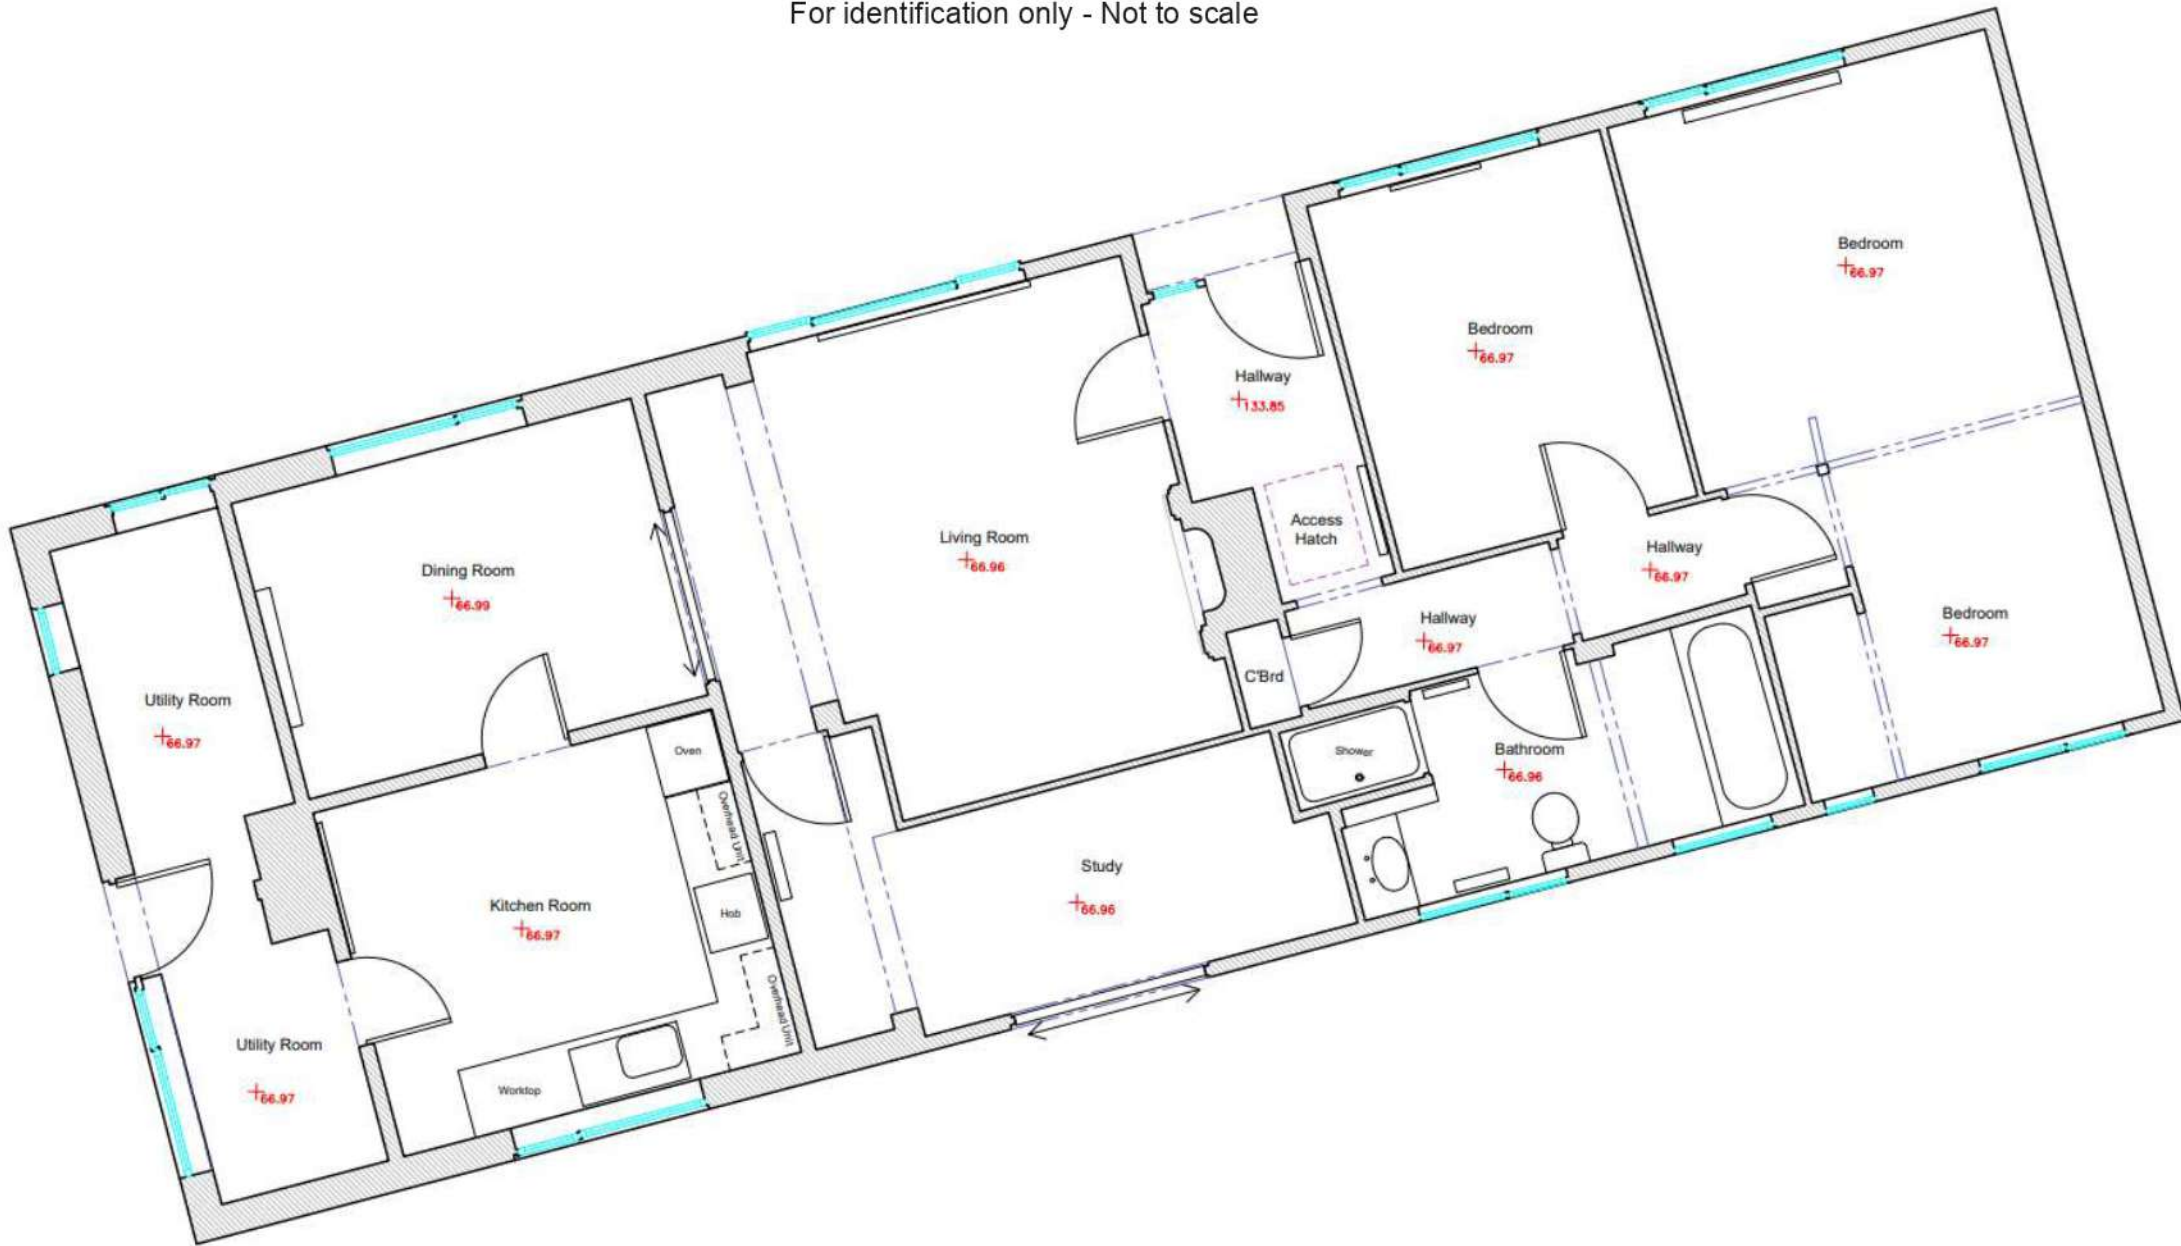 For identification only - Not to scale
Bedroom
66.97
Bedroom
66.97
Hallway
133.85
Access
Hatch
Living Room
66.96
Dining Room
66.99
Hallway
66.97
Hallway
66.97
Bedroom
66.97
C'Brd
Utility Room
66.97
Oven
Shower
Bathroom
66.96
Overhead Unit
Study
66.96
Kitchen Room
66.97
Hob
Overhead Unit
Utility Room
66.97
Worktop